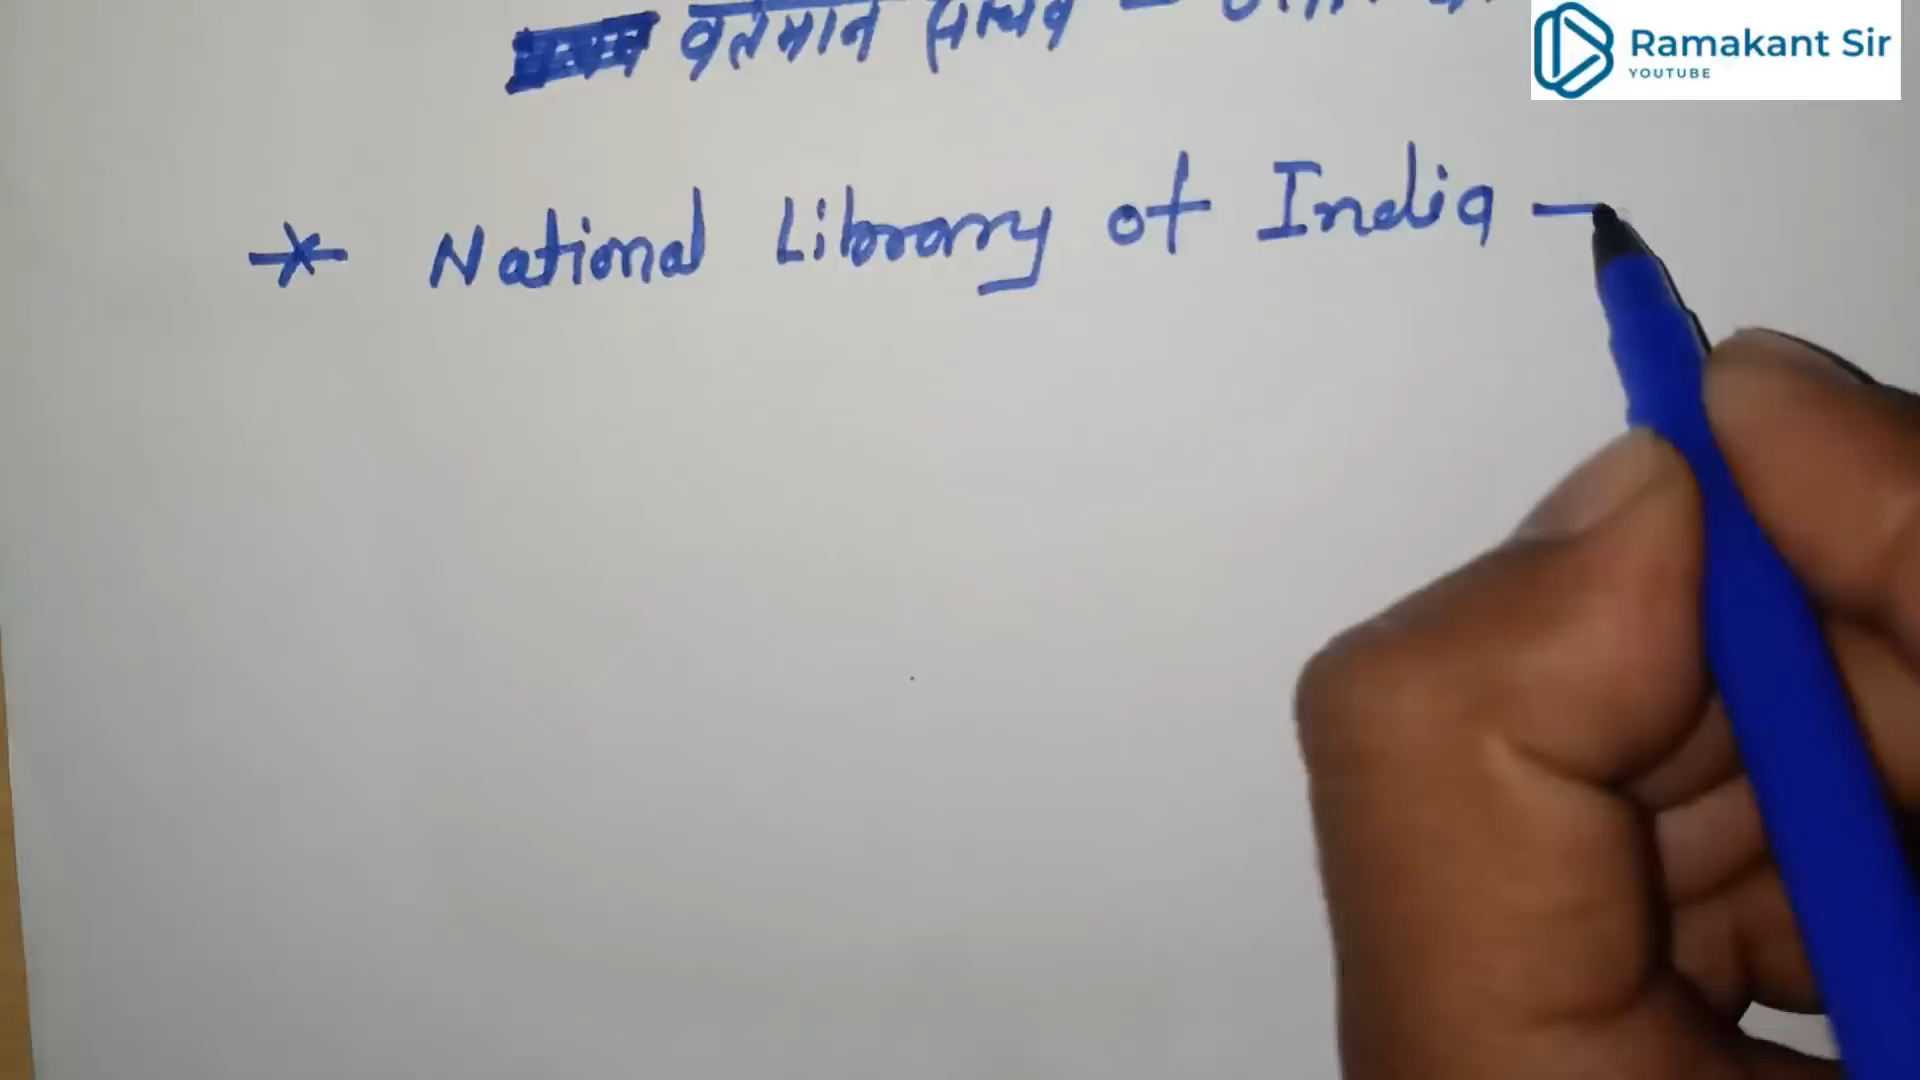 वर्तमान
Ramakant Sir
YOUTUBE
* National Library of India -